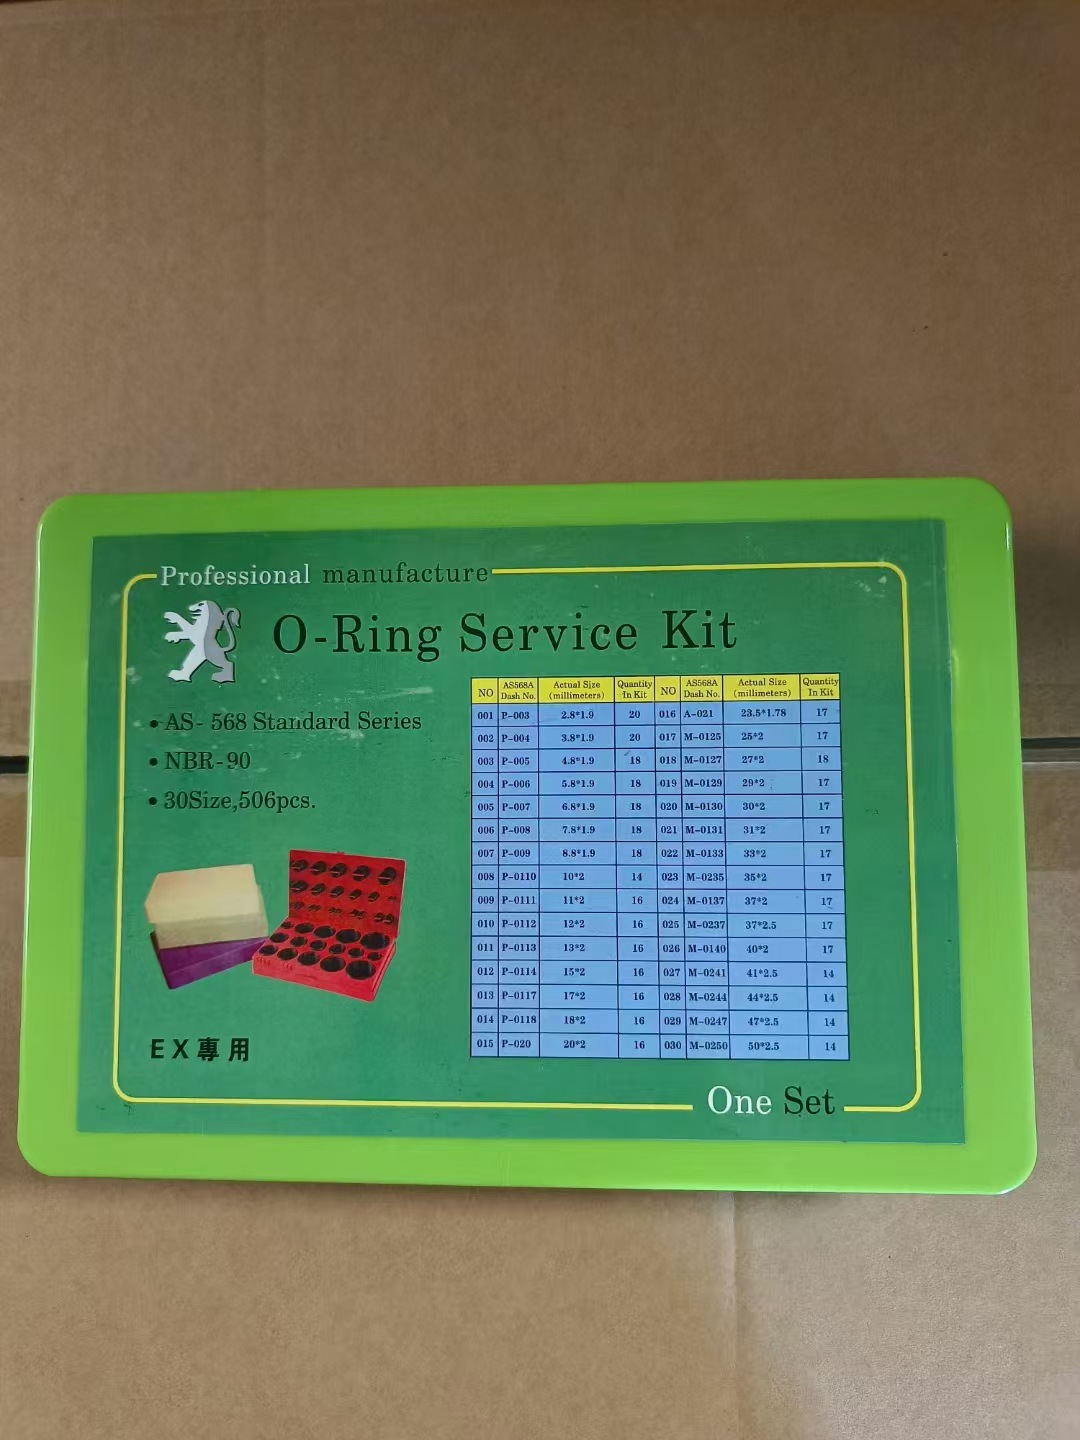 Professional manufacture
O-Ring Service Kit
• AS- 568 Standard Series
• NBR-90
• 30Size,506pcs.
EX專用
NO AS568A Dash No. Actual Size (millimeters) Quantity In Kit NO AS568A Dash No. Actual Size (millimeters) Quantity In Kit
001 P-003 2.8*1.9 20 016 A-021 23.5*1.78 17
002 P-004 3.8*1.9 20 017 M-0125 25*2 17
003 P-005 4.8*1.9 18 018 M-0127 27*2 18
004 P-006 5.8*1.9 18 019 M-0129 29*2 17
005 P-007 6.8*1.9 18 020 M-0130 30*2 17
006 P-008 7.8*1.9 18 021 M-0131 31*2 17
007 P-009 8.8*1.9 18 022 M-0133 33*2 17
008 P-0110 10*2 14 023 M-0235 35*2 17
009 P-0111 11*2 16 024 M-0137 37*2 17
010 P-0112 12*2 16 025 M-0237 37*2.5 17
011 P-0113 13*2 16 026 M-0140 40*2 17
012 P-0114 15*2 16 027 M-0241 41*2.5 14
013 P-0117 17*2 16 028 M-0244 44*2.5 14
014 P-0118 18*2 16 029 M-0247 47*2.5 14
015 P-020 20*2 16 030 M-0250 50*2.5 14
One Set